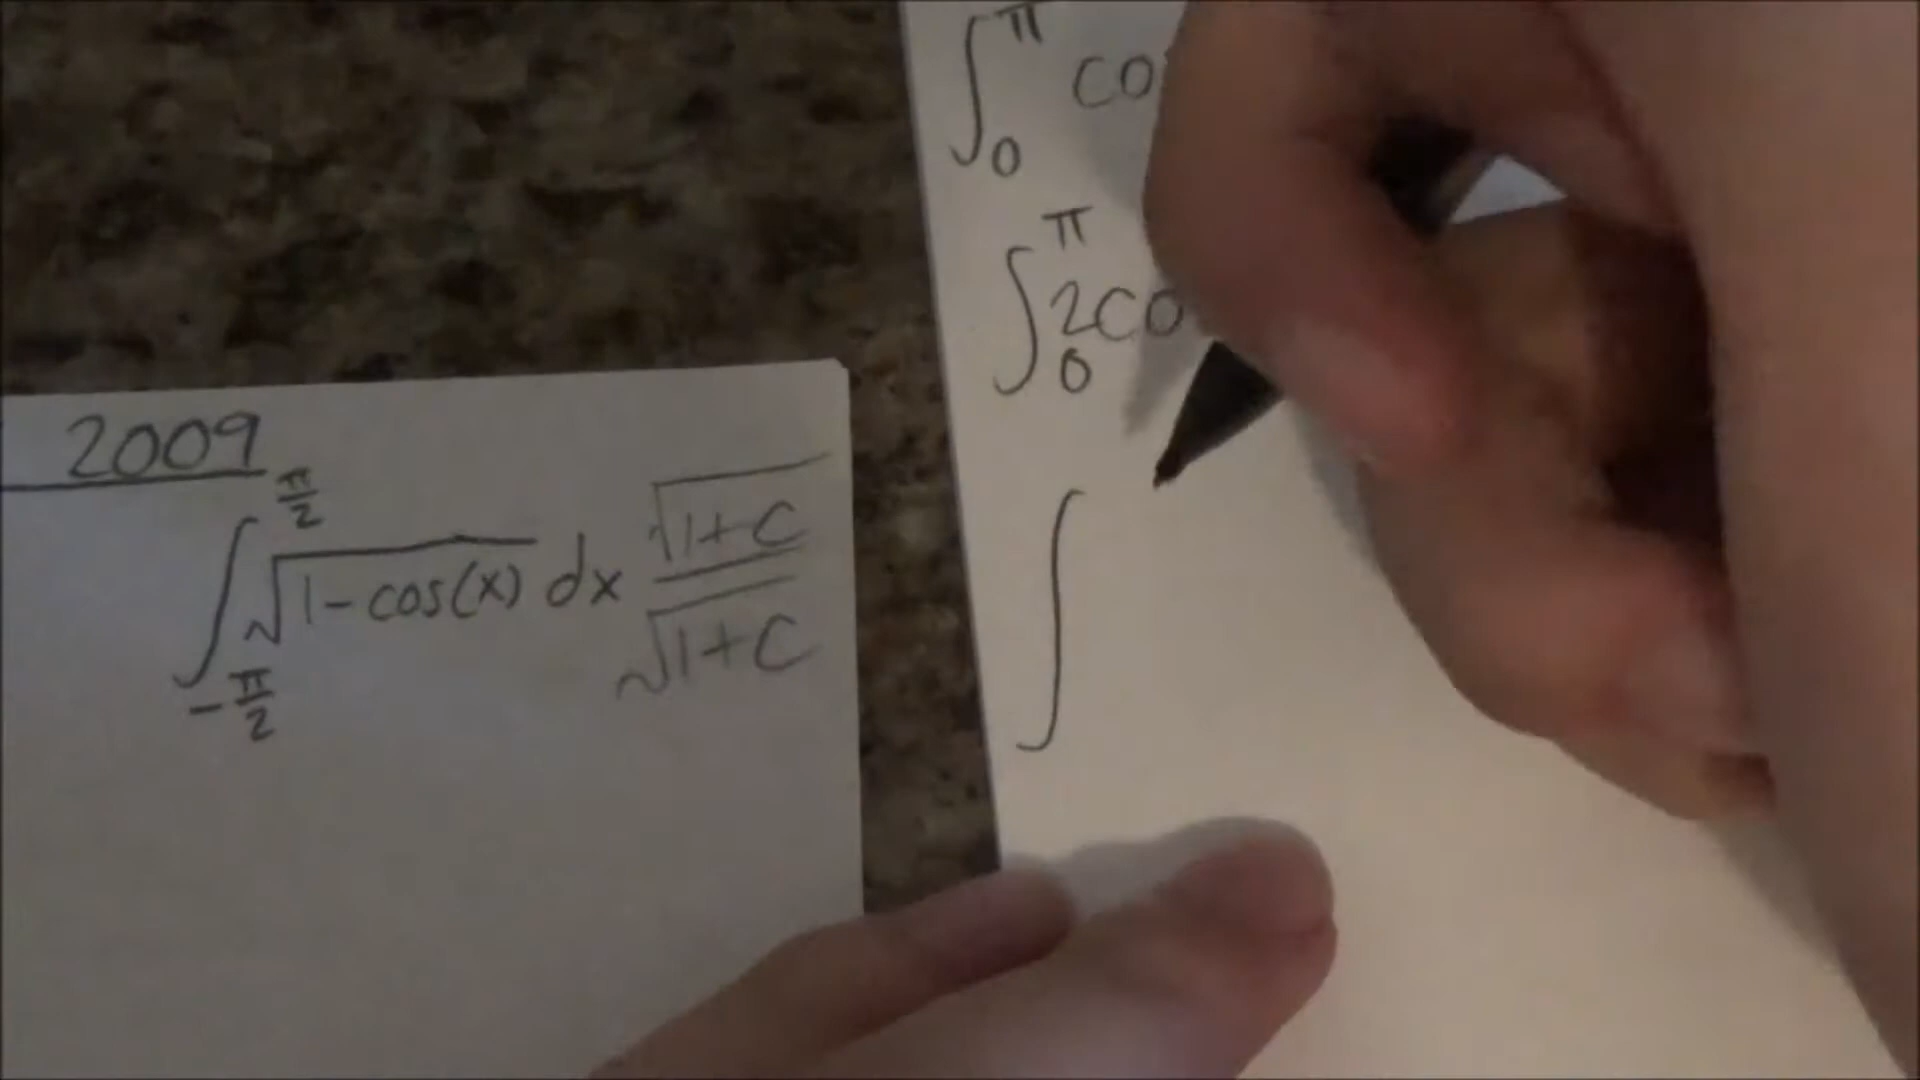 2009
∫_{-π/2}^{π/2} √(1-cos(x)) dx √(1+C) / √(1+C)
∫_0^π co
∫_0^π 2co
∫